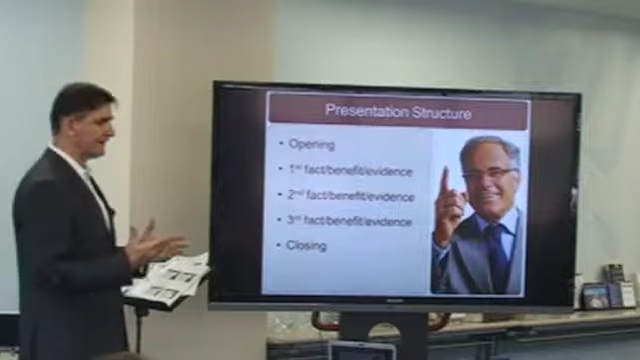 Presentation Structure
• Opening
• 1st fact/benefit/evidence
• 2nd fact/benefit/evidence
• 3rd fact/benefit/evidence
• Closing